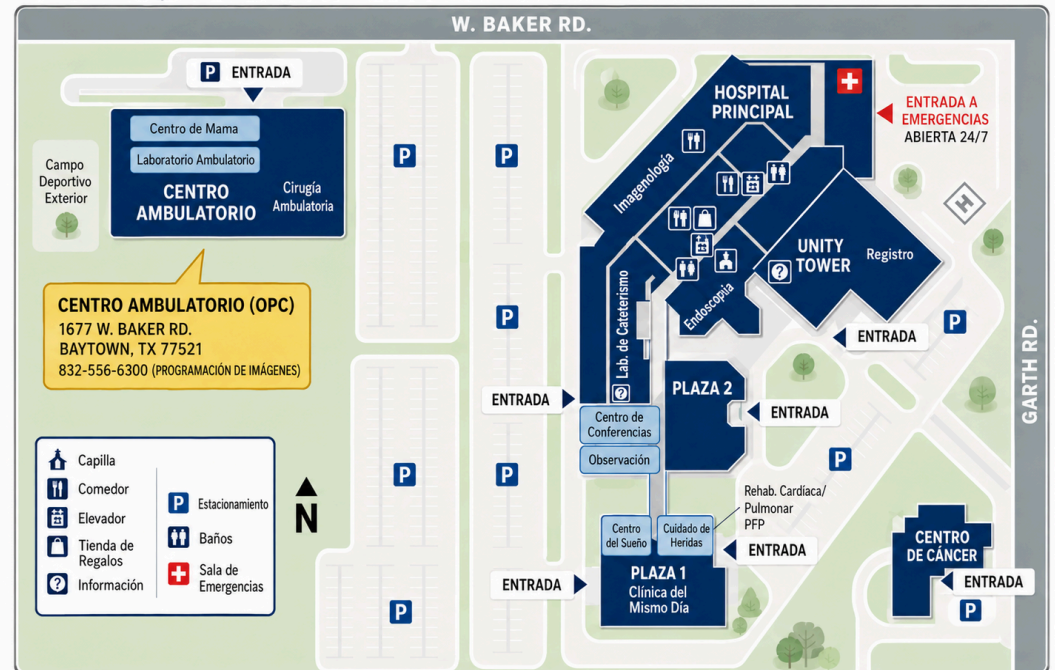 W. BAKER RD.
P ENTRADA
Centro de Mama
Laboratorio Ambulatorio
CENTRO
AMBULATORIO
Cirugía
Ambulatoria
Campo
Deportivo
Exterior
CENTRO AMBULATORIO (OPC)
1677 W. BAKER RD.
BAYTOWN, TX 77521
832-556-6300 (PROGRAMACIÓN DE IMÁGENES)
Capilla
Comedor
Elevador
Tienda de
Regalos
? Información
P Estacionamiento
Baños
Sala de
Emergencias
N
P
P
P
P
P
P
HOSPITAL
PRINCIPAL
Imagenología
ENTRADA A
EMERGENCIAS
ABIERTA 24/7
H
UNITY
TOWER
Registro
?
Endoscopia
Lab. de Cateterismo
?
ENTRADA
P
GARTH RD.
PLAZA 2
ENTRADA
ENTRADA
Centro de
Conferencias
Observación
P
Rehab. Cardíaca/
Pulmonar
PFP
Centro
del Sueño
Cuidado de
Heridas
ENTRADA
PLAZA 1
Clínica del
Mismo Día
ENTRADA
CENTRO
DE CÁNCER
ENTRADA
P